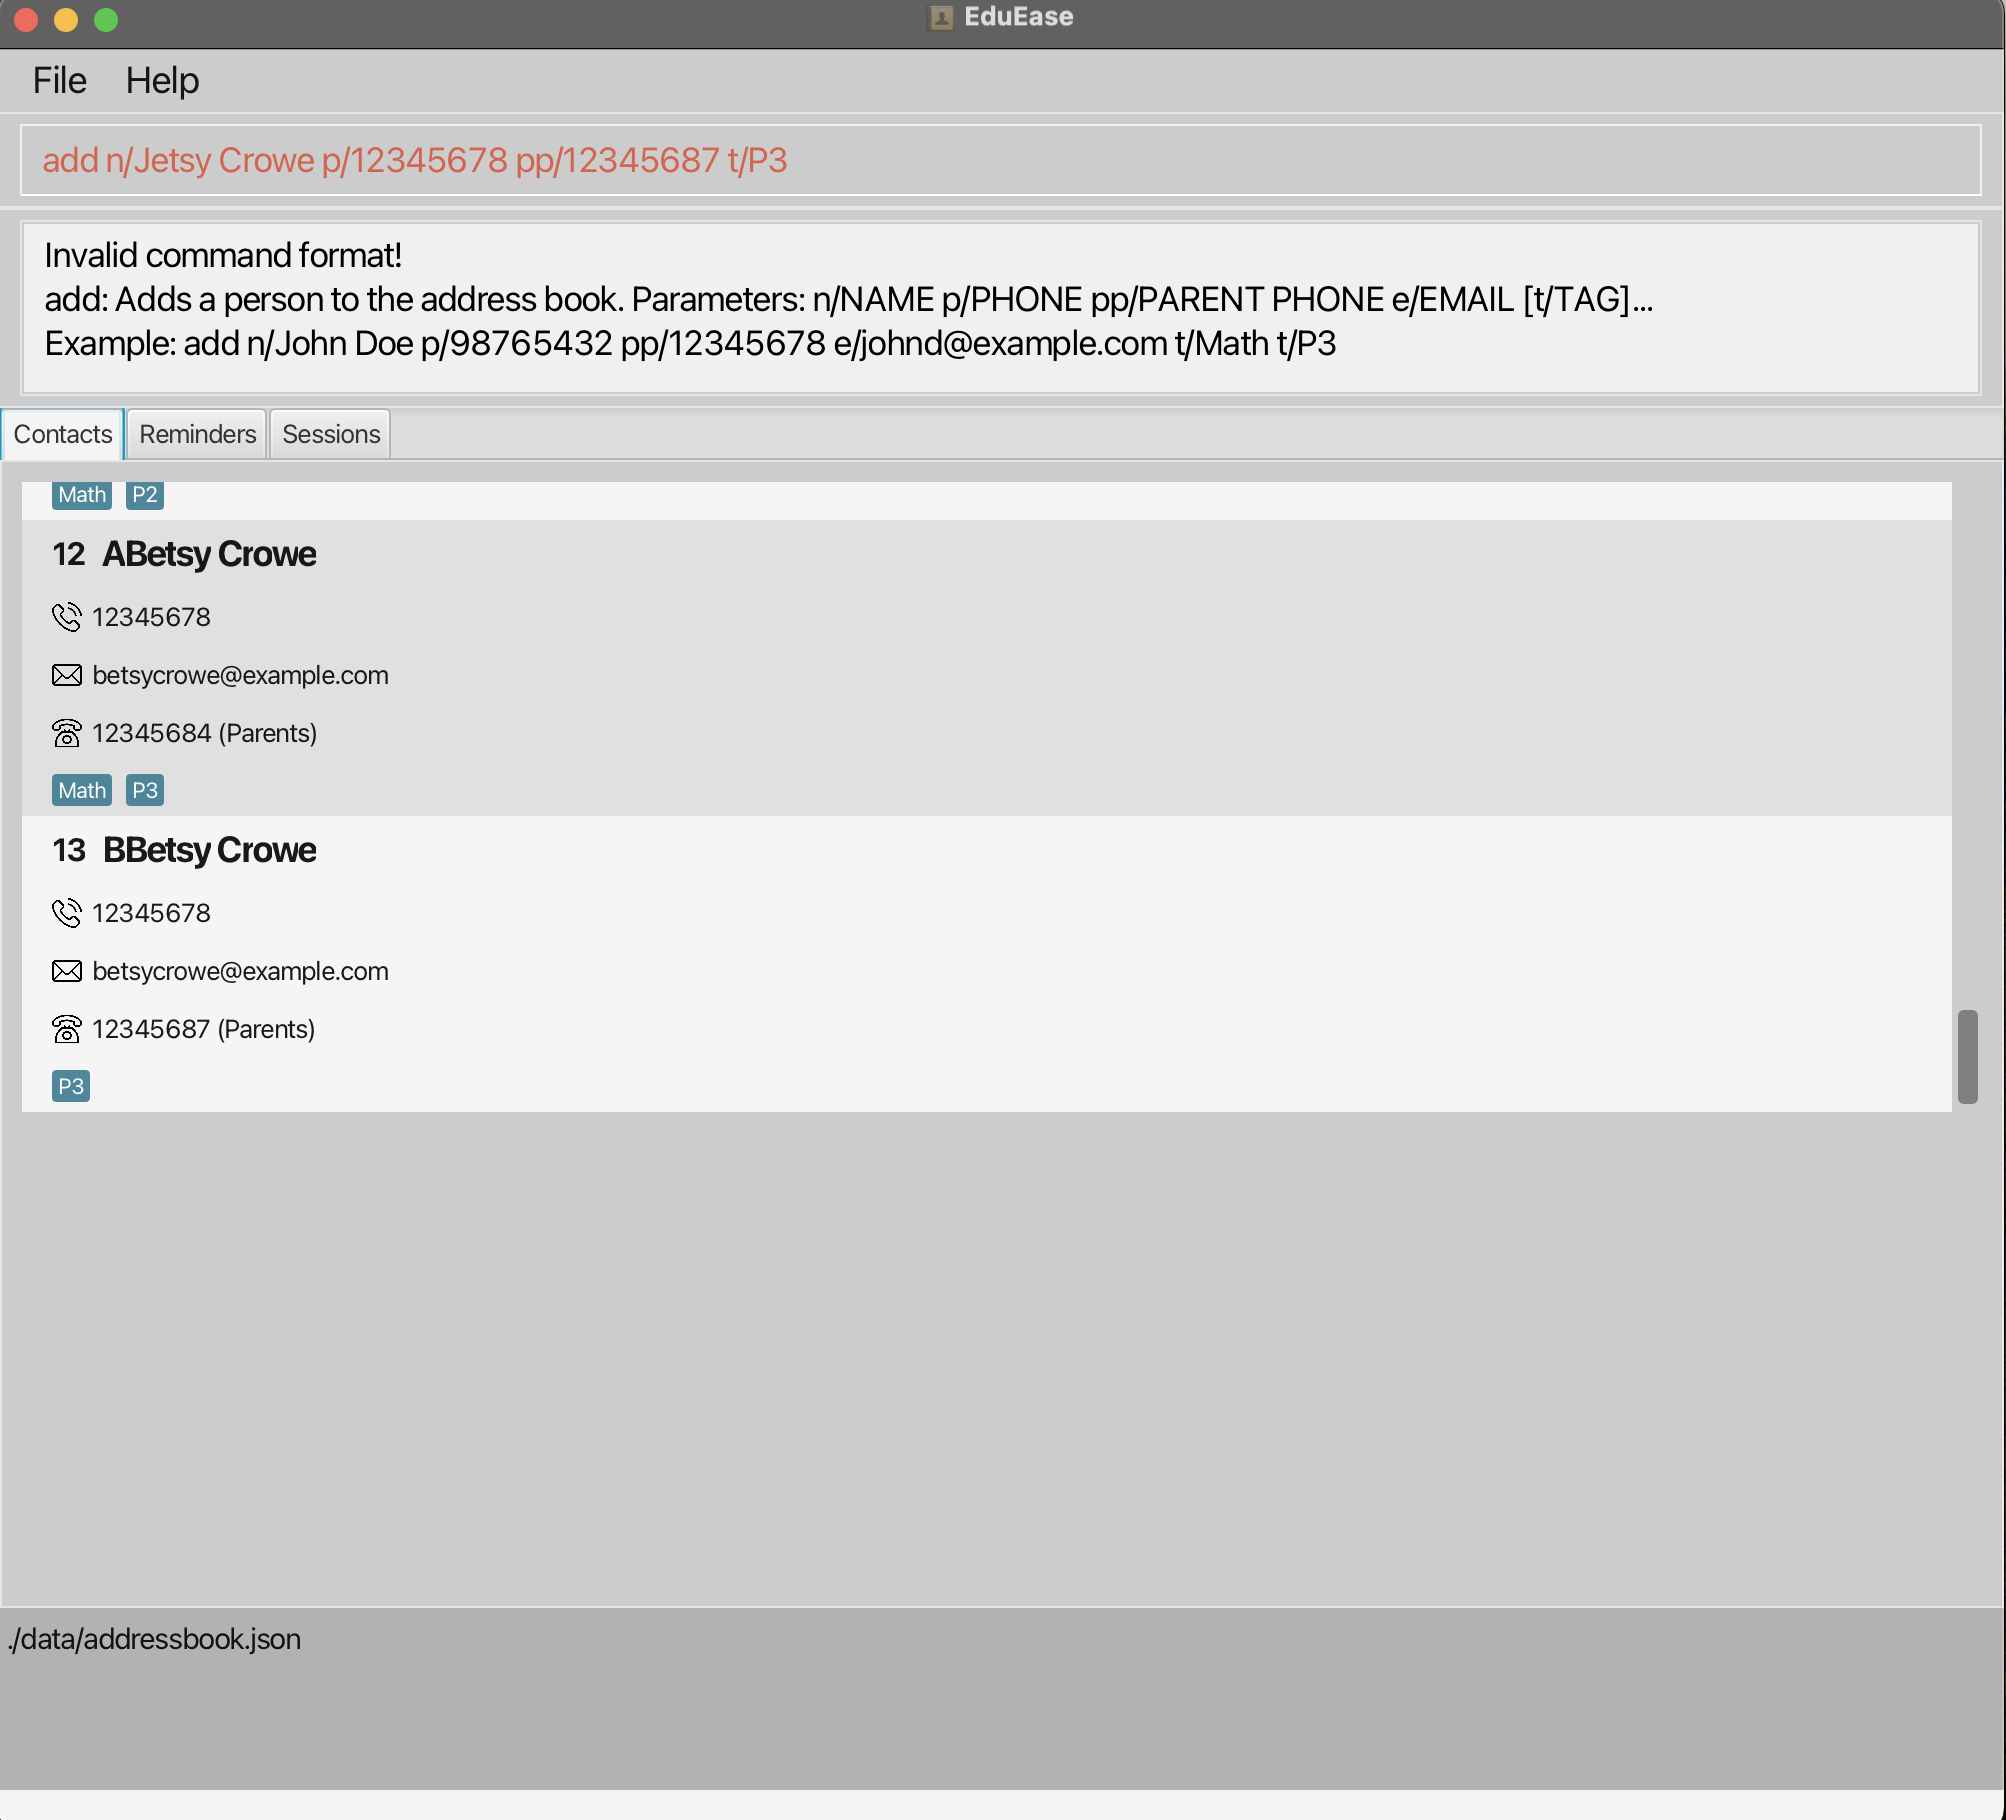 EduEase
File Help
add n/Jetsy Crowe p/12345678 pp/12345687 t/P3
Invalid command format!
add: Adds a person to the address book. Parameters: n/NAME p/PHONE pp/PARENT PHONE e/EMAIL [t/TAG]...
Example: add n/John Doe p/98765432 pp/12345678 e/johnd@example.com t/Math t/P3
Contacts Reminders Sessions
Math P2
12 ABetsy Crowe
12345678
betsycrowe@example.com
12345684 (Parents)
Math P3
13 BBetsy Crowe
12345678
betsycrowe@example.com
12345687 (Parents)
P3
./data/addressbook.json